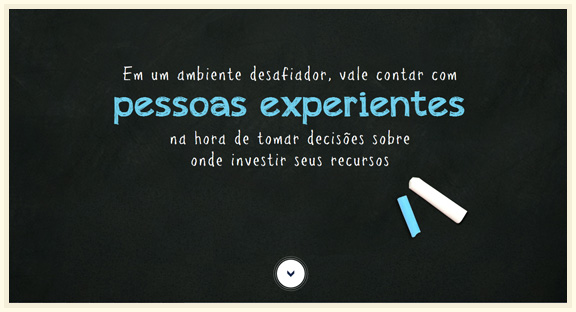 Em um ambiente desafiador, vale contar com
pessoas experientes
na hora de tomar decisões sobre
onde investir seus recursos